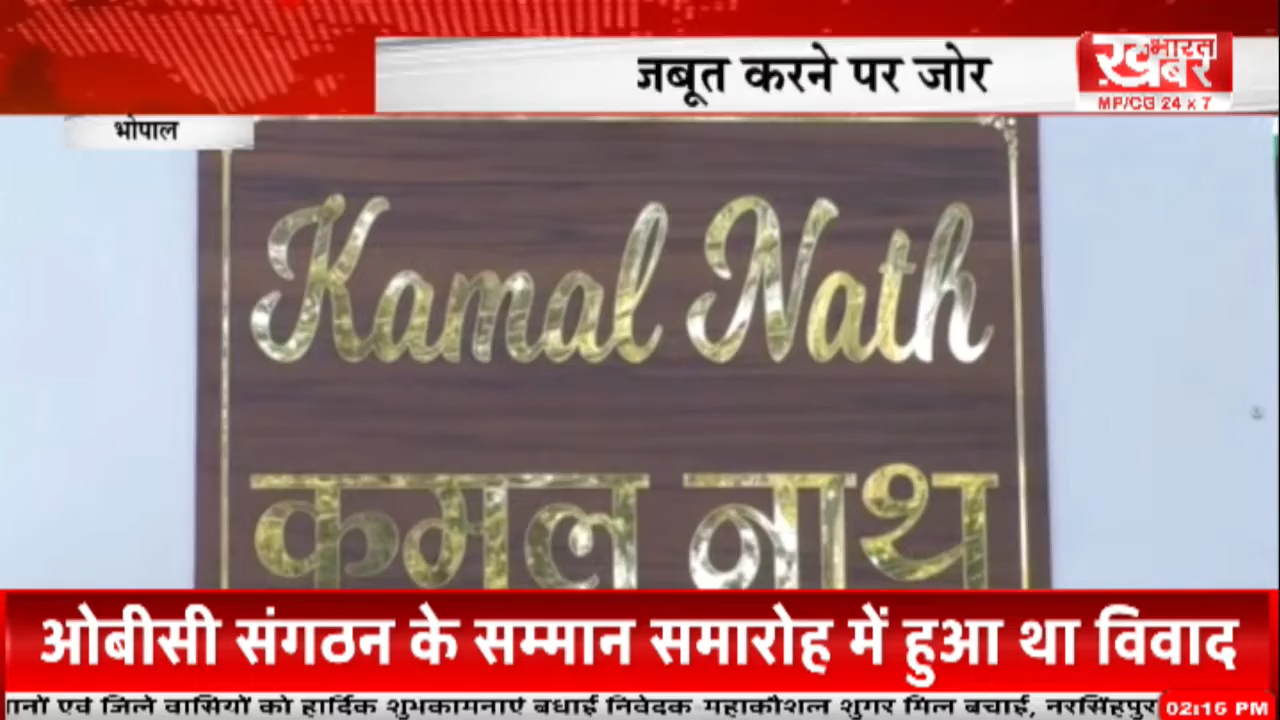 जबूत करने पर जोर
भारत
ख़बर
MP/CG 24 x 7
भोपाल
Kamal Nath
कमल नाथ
ओबीसी संगठन के सम्मान समारोह में हुआ था विवाद
एवं जिले वासियों को हार्दिक शुभकामनाएं बधाई निवेदक महाकौशल शुगर मिल बचाई, नरसिंहपुर
02:16 PM